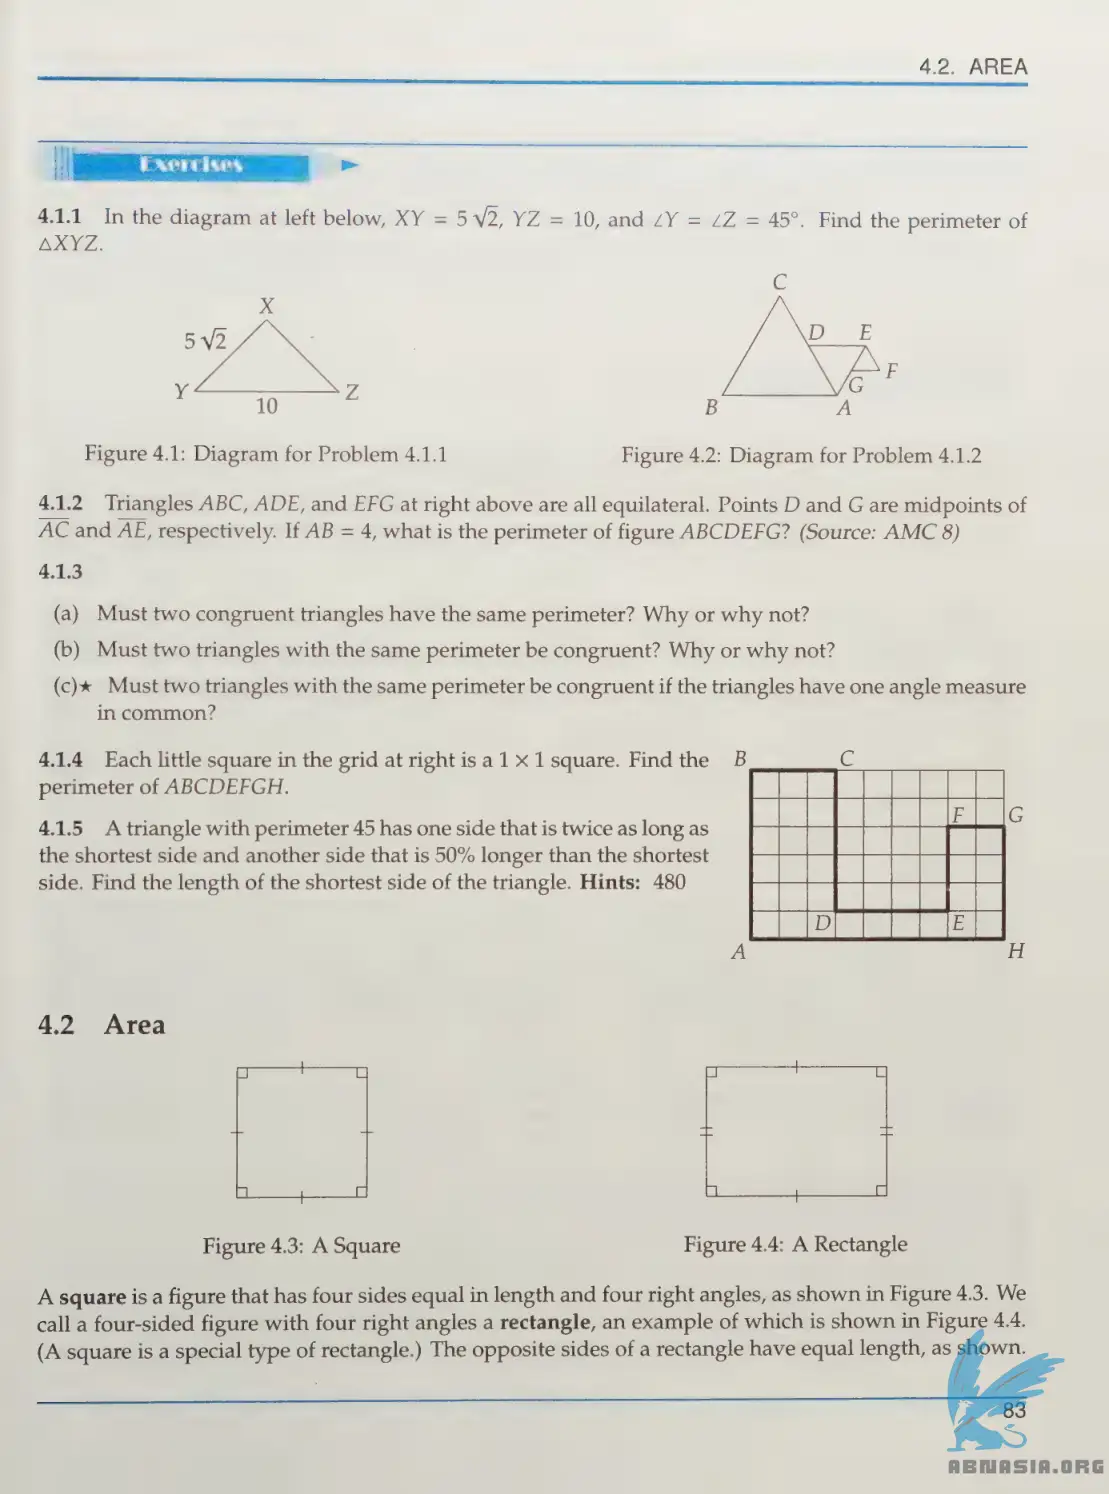 4.2. AREA
Exercises
4.1.1 In the diagram at left below, XY = 5√2, YZ = 10, and ∠Y = ∠Z = 45°. Find the perimeter of
△XYZ.
X
5√2
Y
Z
10
C
D
E
F
G
B
A
Figure 4.1: Diagram for Problem 4.1.1
Figure 4.2: Diagram for Problem 4.1.2
4.1.2 Triangles ABC, ADE, and EFG at right above are all equilateral. Points D and G are midpoints of
AC and AE, respectively. If AB = 4, what is the perimeter of figure ABCDEFG? (Source: AMC 8)
4.1.3
(a) Must two congruent triangles have the same perimeter? Why or why not?
(b) Must two triangles with the same perimeter be congruent? Why or why not?
(c)★ Must two triangles with the same perimeter be congruent if the triangles have one angle measure
in common?
4.1.4 Each little square in the grid at right is a 1 × 1 square. Find the
perimeter of ABCDEFGH.
4.1.5 A triangle with perimeter 45 has one side that is twice as long as
the shortest side and another side that is 50% longer than the shortest
side. Find the length of the shortest side of the triangle. Hints: 480
B
C
F
G
D
E
A
H
4.2 Area
Figure 4.3: A Square
Figure 4.4: A Rectangle
A square is a figure that has four sides equal in length and four right angles, as shown in Figure 4.3. We
call a four-sided figure with four right angles a rectangle, an example of which is shown in Figure 4.4.
(A square is a special type of rectangle.) The opposite sides of a rectangle have equal length, as shown.
83
ABNASIA.ORG